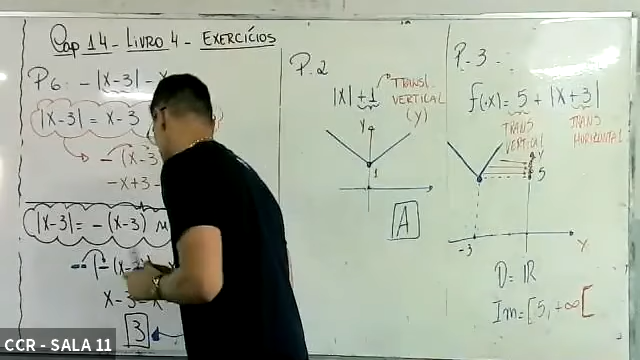 Cap 14 - Livro 4 - Exercícios
P6: - |x-3| - x
|x-3| = x-3
- (x-3)
-x+3-
|x-3| = - (x-3)
- [-(x-3)
x-3-x
3
P.2
|x| + 1
Transl.
Vertical
(y)
y
1
A
P-3-
f(x) = 5 + |x+3|
Trans
Vertical
Trans
Horizontal
y
5
-3
Y
D = ℝ
Im = [5, +∞[
CCR - SALA 11